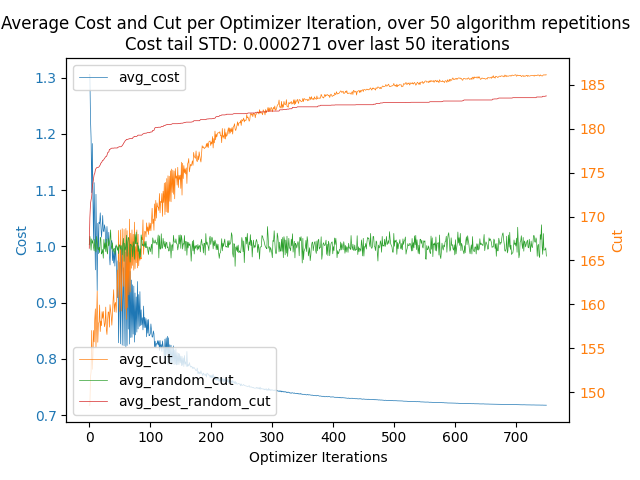 Average Cost and Cut per Optimizer Iteration, over 50 algorithm repetitions
Cost tail STD: 0.000271 over last 50 iterations
avg_cost
1.3
1.2
1.1
1.0
0.9
0.8
0.7
Cost
185
180
175
170
165
160
155
150
Cut
avg_cut
avg_random_cut
avg_best_random_cut
0 100 200 300 400 500 600 700
Optimizer Iterations